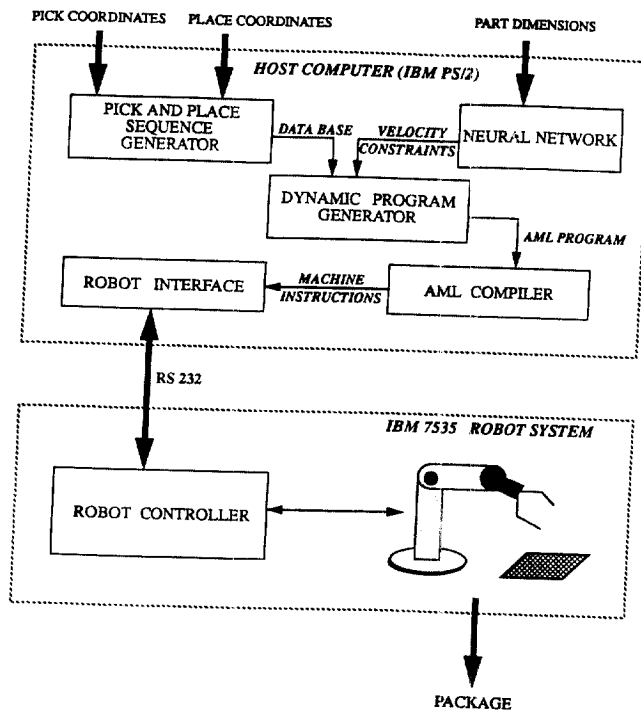 PICK COORDINATES
PLACE COORDINATES
PART DIMENSIONS
HOST COMPUTER (IBM PS/2)
PICK AND PLACE
SEQUENCE
GENERATOR
DATA BASE
VELOCITY
CONSTRAINTS
NEURAL NETWORK
DYNAMIC PROGRAM
GENERATOR
AML PROGRAM
ROBOT INTERFACE
MACHINE
INSTRUCTIONS
AML COMPILER
RS 232
IBM 7535 ROBOT SYSTEM
ROBOT CONTROLLER
PACKAGE